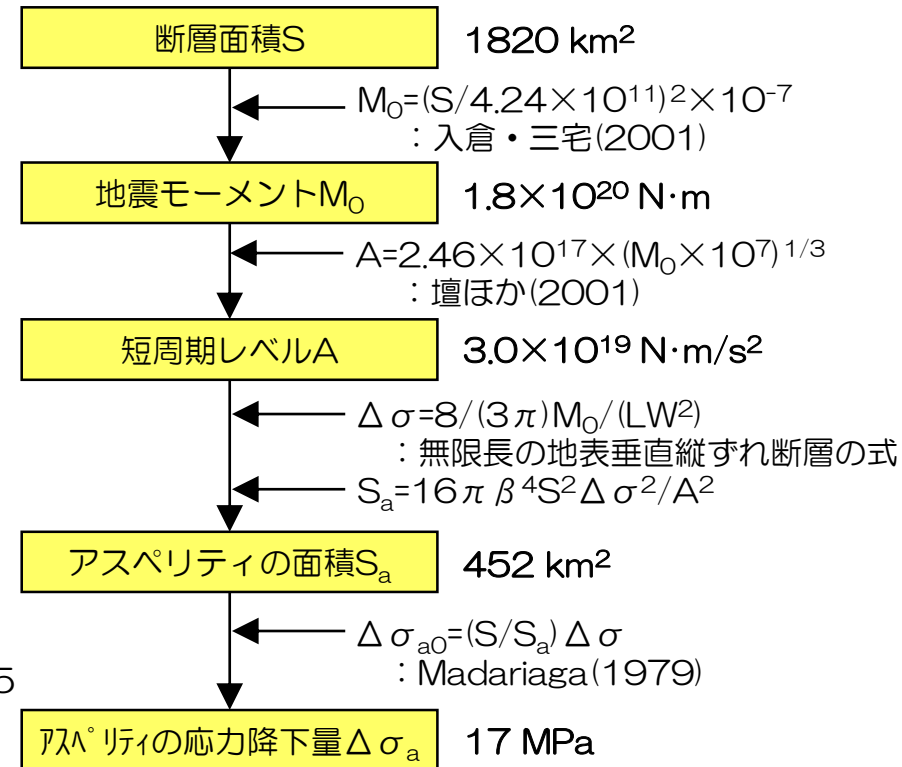 断層面積S 1820 km²
M₀=(S/4.24×10¹¹)²×10⁻⁷
：入倉・三宅(2001)
地震モーメントM₀ 1.8×10²⁰ N·m
A=2.46×10¹⁷×(M₀×10⁷)¹/³
：壇ほか(2001)
短周期レベルA 3.0×10¹⁹ N·m/s²
Δσ=8/(3π)M₀/(LW²)
：無限長の地表垂直縦ずれ断層の式
Sₐ=16πβ⁴S²Δσ²/A²
アスペリティの面積Sₐ 452 km²
Δσₐ₀=(S/Sₐ)Δσ
：Madariaga(1979)
5
ｱｽﾍﾟﾘﾃｨの応力降下量Δσₐ 17 MPa